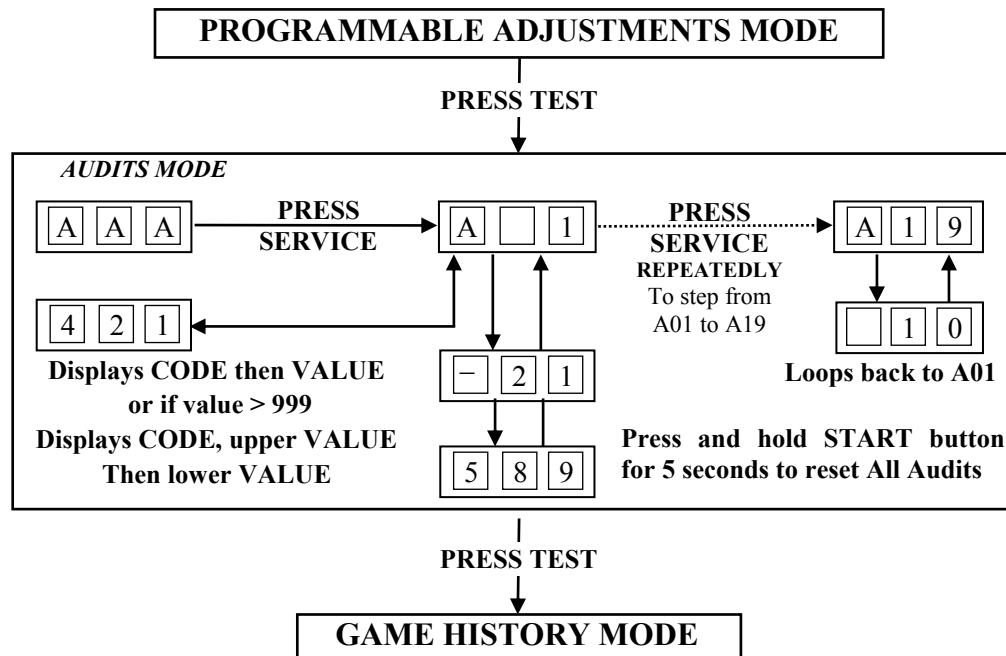 PROGRAMMABLE ADJUSTMENTS MODE
PRESS TEST
AUDITS MODE
A A A
PRESS
SERVICE
A 1
PRESS
SERVICE
REPEATEDLY
To step from
A01 to A19
A 1 9
4 2 1
1 0
Displays CODE then VALUE
or if value > 999
Displays CODE, upper VALUE
Then lower VALUE
– 2 1
5 8 9
Loops back to A01
Press and hold START button
for 5 seconds to reset All Audits
PRESS TEST
GAME HISTORY MODE